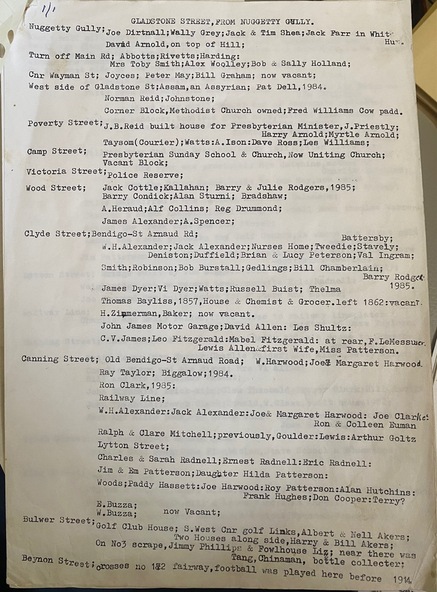 1/1
GLADSTONE STREET,FROM NUGGETTY GULLY.
Nuggetty Gully;Joe Dirtnall;Wally Grey;Jack & Tim Shea;Jack Farr in White
Hu
David Arnold,on top of Hill;
Turn off Main Rd; Abbotts;Rivetts;Harding:
Mrs Toby Smith;Alex Woolley;Bob & Sally Holland;
Cnr Wayman St; Joyces; Peter May;Bill Graham; now vacant;
West side of Gladstone St;Assam,an Assyrian; Pat Dell,1984.
Norman Reid;Johnstone;
Corner Block,Methodist Church owned;Fred Williams Cow padd.
Poverty Street;J.B.Reid built house for Presbyterian Minister,J.Priestly;
Harry Arnold;Myrtle Arnold;
Taysom(Courier);Watts:A.Ison:Dave Ross;Les Williams;
Camp Street; Presbyterian Sunday School & Church,Now Uniting Church;
Vacant Block;
Victoria Street;Police Reserve;
Wood Street; Jack Cottle;Kallahan; Barry & Julie Rodgers,1985;
Barry Condick;Alan Sturni; Bradshaw;
A.Heraud;Alf Collins; Reg Drummond;
James Alexander;A.Spencer;
Clyde Street;Bendigo-St Arnaud Rd;
Battersby;
W.H.Alexander;Jack Alexander:Nurses Home;Tweedie;Stavely;
Deniston;Duffield;Brian & Lucy Peterson;Val Ingram;
Smith;Robinson;Bob Burstall;Gedlings;Bill Chamberlain;
Barry Rodge
James Dyer;Vi Dyer;Watts;Russell Buist; Thelma 1985.
Thomas Bayliss,1857,House & Chemist & Grocer.left 1862:vacant.
H.Zimmerman,Baker; now vacant.
John James Motor Garage;David Allen: Les Shultz:
C.V.James;Leo Fitzgerald:Mabel Fitzgerald: at rear,F.LeMessu
Lewis Allen&first Wife,Miss Patterson.
Canning Street; Old Bendigo-St Arnaud Road; W.Harwood;Joe& Margaret Harwood.
Ray Taylor; Biggalow;1984.
Ron Clark,1985:
Railway Line;
W.H.Alexander:Jack Alexander:Joe& Margaret Harwood: Joe Clark:
Ron & Colleen Euman
Ralph & Clare Mitchell;previously,Goulder:Lewis:Arthur Goltz
Lytton Street;
Charles & Sarah Radnell;Ernest Radnell:Eric Radnell:
Jim & Em Patterson;Daughter Hilda Patterson:
Woods;Paddy Hassett:Joe Harwood:Roy Patterson:Alan Hutchins:
Frank Hughes;Don Cooper:Terry?
E.Buzza;
W.Buzza; now Vacant;
Bulwer Street;Golf Club House; S.West Cnr golf Links,Albert & Nell Akers;
Two Houses along side,Harry & Bill Akers;
On No3 scrape,Jimmy Phillips & Fowlhouse Liz; near there was
Tang,Chinaman, bottle collecter;
Beynon Street; crosses no 1&2 fairway,football was played here before 1914